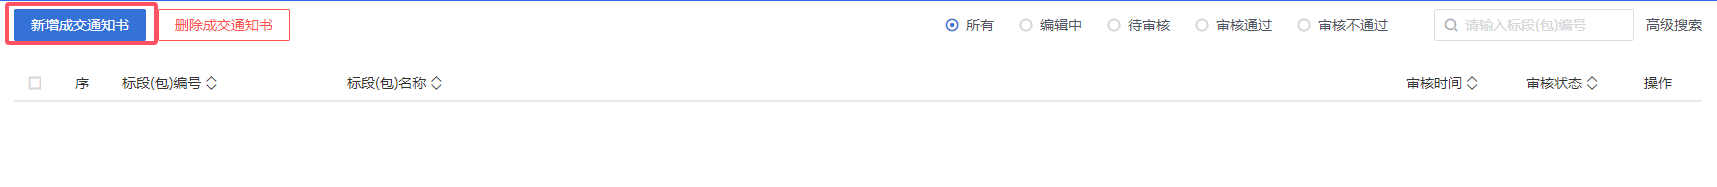 新增成交通知书 删除成交通知书 所有 编辑中 待审核 审核通过 审核不通过 请输入标段(包)编号 高级搜索
序 标段(包)编号 标段(包)名称 审核时间 审核状态 操作